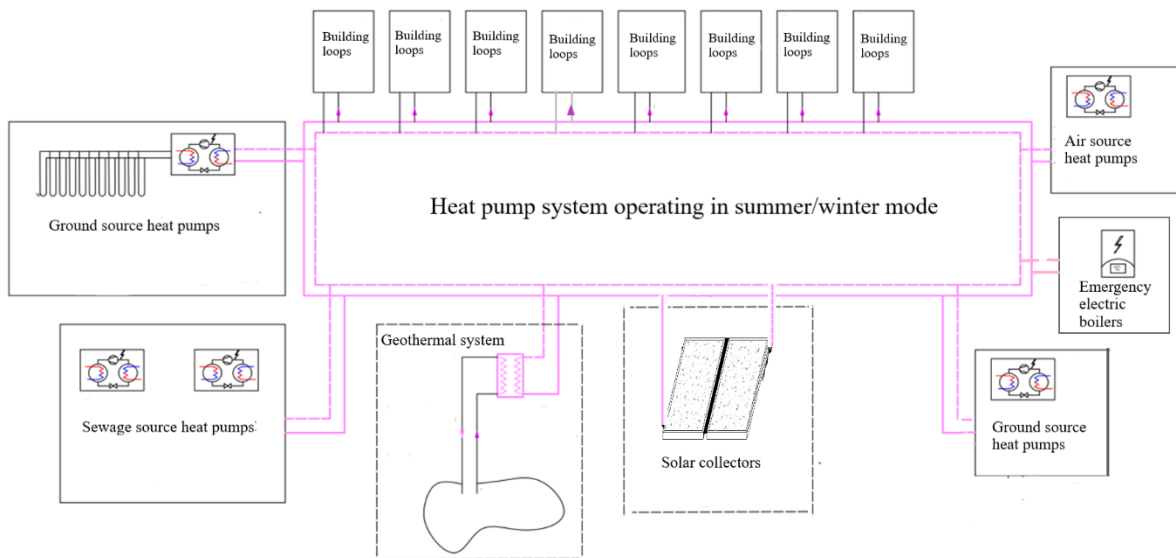 Building
loops
Building
loops
Building
loops
Building
loops
Building
loops
Building
loops
Building
loops
Building
loops
Air source
heat pumps
Ground source heat pumps
Heat pump system operating in summer/winter mode
°C
Emergency
electric
boilers
Geothermal system
Sewage source heat pumps
Solar collectors
Ground source
heat pumps